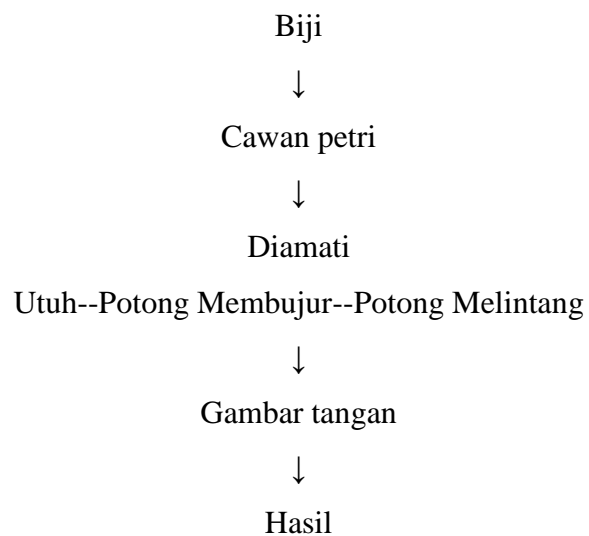 Biji
↓
Cawan petri
↓
Diamati
Utuh--Potong Membujur--Potong Melintang
↓
Gambar tangan
↓
Hasil